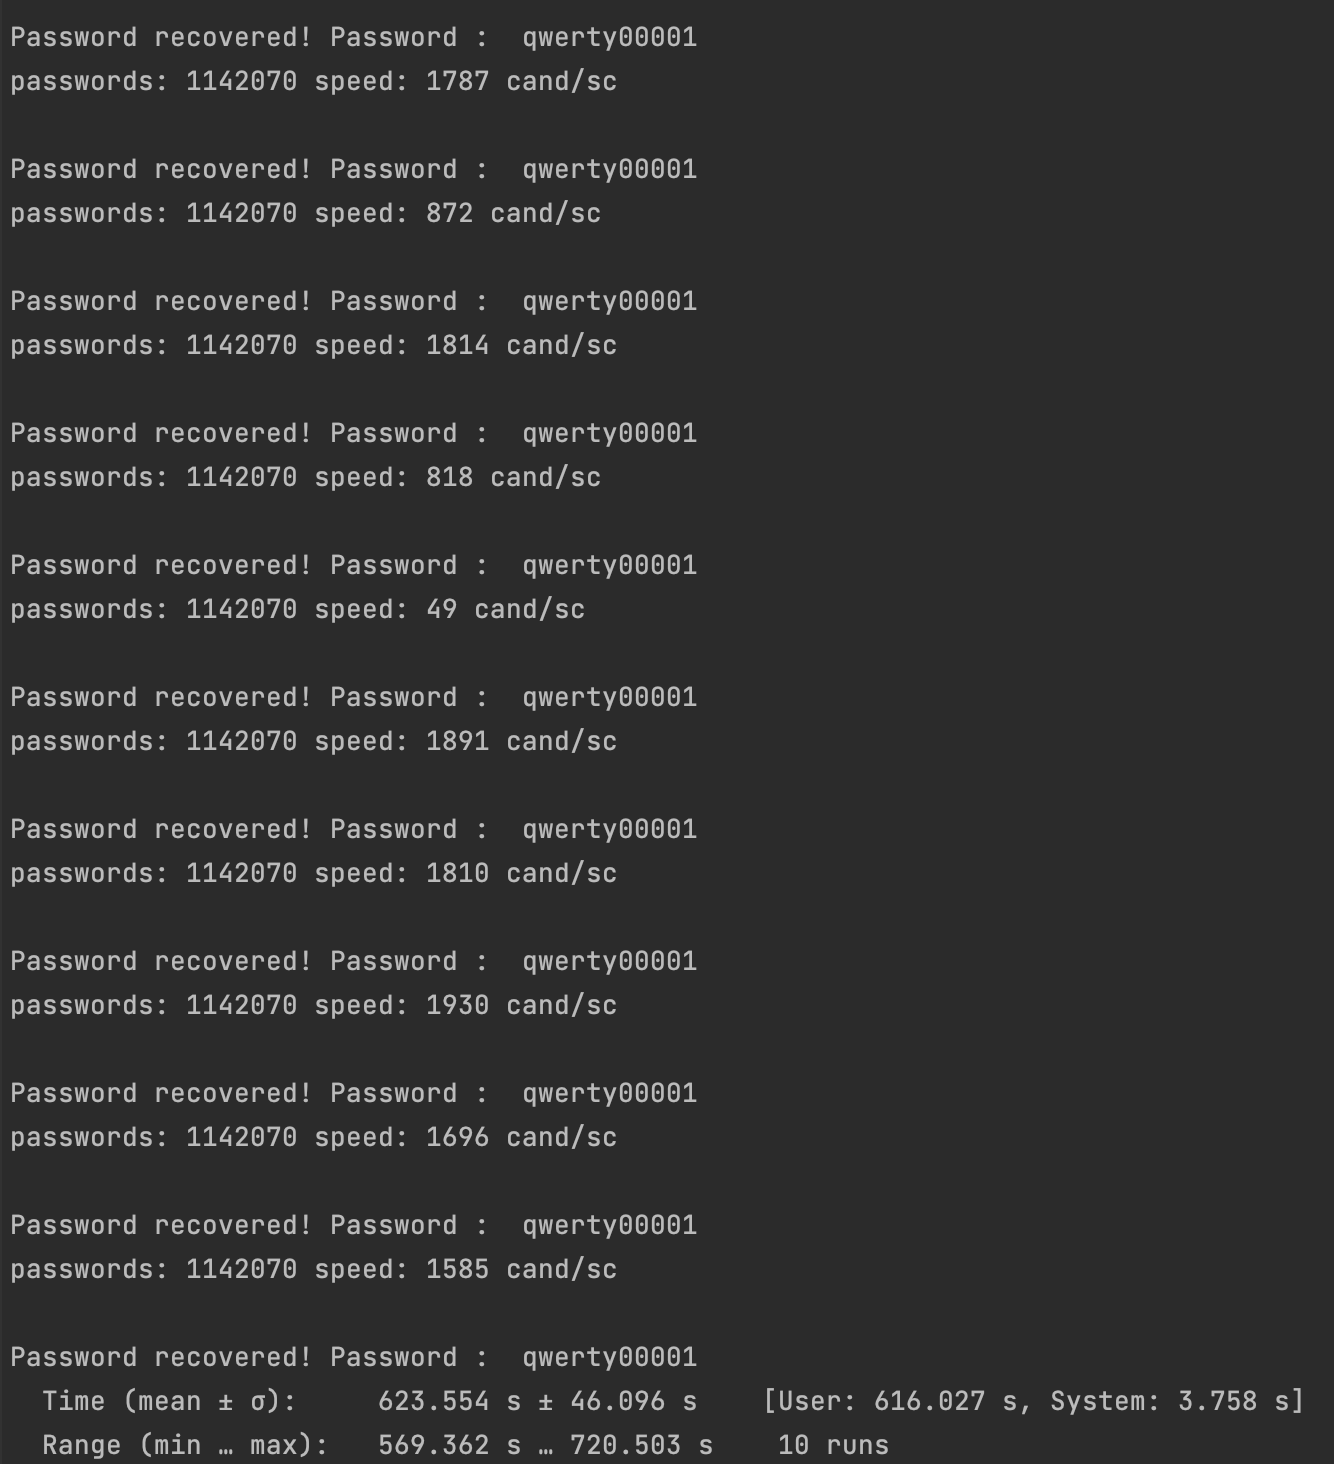 Password recovered! Password :  qwerty00001
passwords: 1142070 speed: 1787 cand/sc
Password recovered! Password :  qwerty00001
passwords: 1142070 speed: 872 cand/sc
Password recovered! Password :  qwerty00001
passwords: 1142070 speed: 1814 cand/sc
Password recovered! Password :  qwerty00001
passwords: 1142070 speed: 818 cand/sc
Password recovered! Password :  qwerty00001
passwords: 1142070 speed: 49 cand/sc
Password recovered! Password :  qwerty00001
passwords: 1142070 speed: 1891 cand/sc
Password recovered! Password :  qwerty00001
passwords: 1142070 speed: 1810 cand/sc
Password recovered! Password :  qwerty00001
passwords: 1142070 speed: 1930 cand/sc
Password recovered! Password :  qwerty00001
passwords: 1142070 speed: 1696 cand/sc
Password recovered! Password :  qwerty00001
passwords: 1142070 speed: 1585 cand/sc
Password recovered! Password :  qwerty00001
  Time (mean ± σ):     623.554 s ± 46.096 s    [User: 616.027 s, System: 3.758 s]
  Range (min … max):   569.362 s … 720.503 s    10 runs